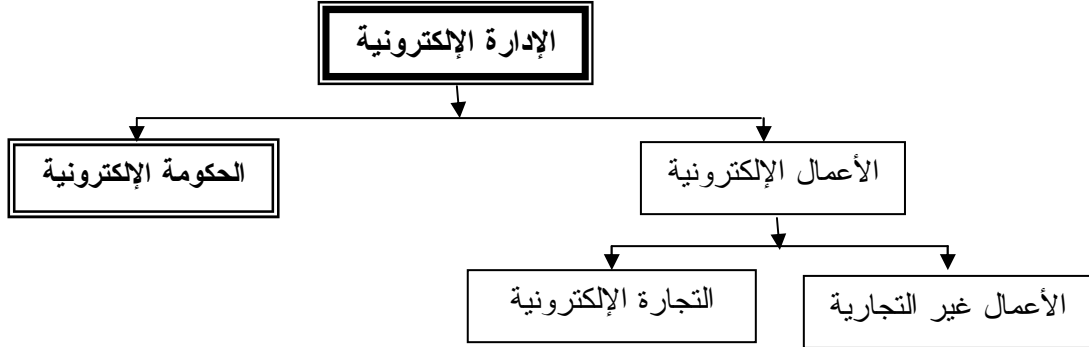 الإدارة الإلكترونية
الأعمال الإلكترونية
الحكومة الإلكترونية
الأعمال غير التجارية
التجارة الإلكترونية